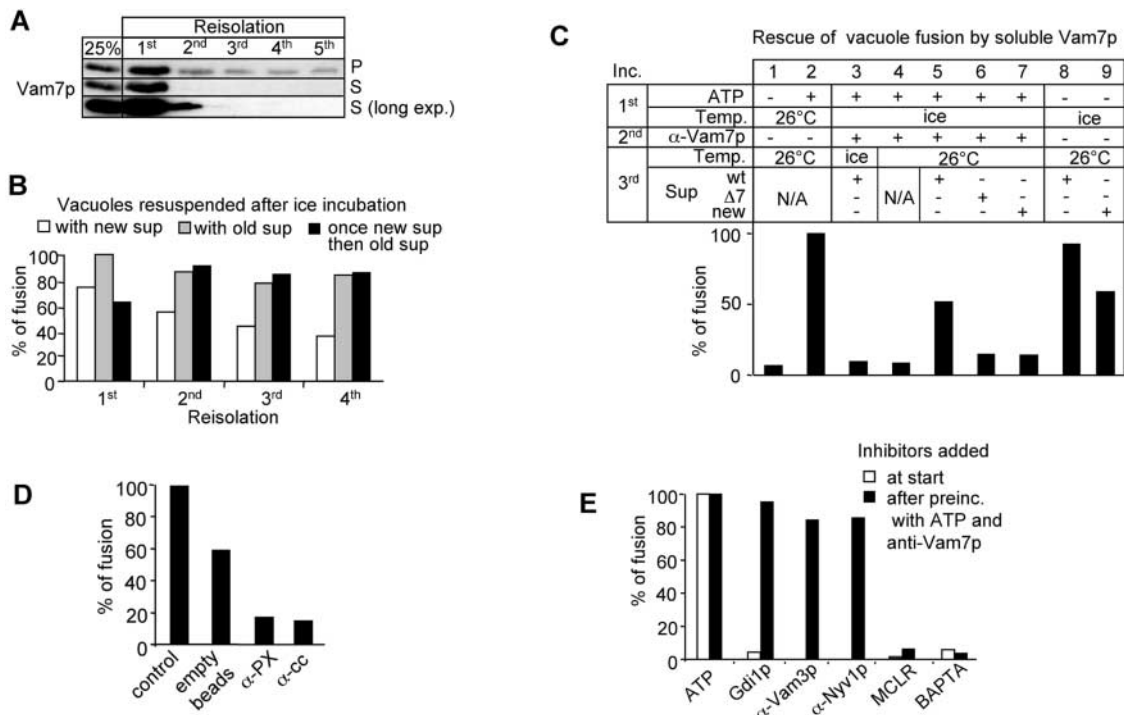 A
Reisolation
25% 1st 2nd 3rd 4th 5th
Vam7p
P
S
S (long exp.)
B
Vacuoles resuspended after ice incubation
with new sup with old sup once new sup then old sup
% of fusion
100
80
60
40
20
0
1st 2nd 3rd 4th
Reisolation
C
Rescue of vacuole fusion by soluble Vam7p
Inc. 1 2 3 4 5 6 7 8 9
1st ATP - + + + + + + - -
Temp. 26°C ice ice
2nd α-Vam7p - - + + + + + - -
3rd Temp. 26°C ice 26°C 26°C
Sup wt N/A + N/A + - - + -
Δ7 - - + - - -
new - - - + - +
% of fusion
100
50
0
D
% of fusion
100
80
60
40
20
0
control
empty beads
α-PX
α-cc
E
Inhibitors added
at start
after preinc. with ATP and anti-Vam7p
% of fusion
100
80
60
40
20
0
ATP
Gdi1p
α-Vam3p
α-Nyv1p
MCLR
BAPTA